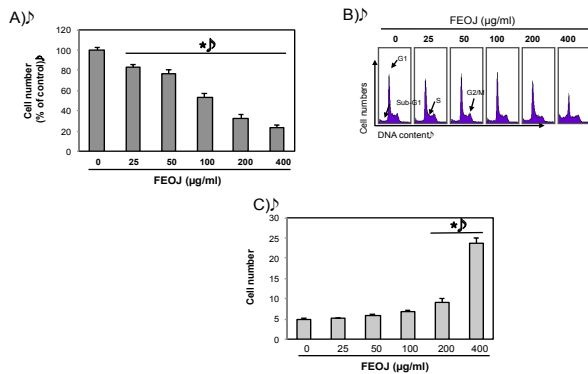 A)♪
120
100
80
60
40
20
0
Cell number
(% of control)♪
*♪
0 25 50 100 200 400
FEOJ (µg/ml)
B)♪
FEOJ (µg/ml)
0 25 50 100 200 400
Cell numbers
G1
Sub-G1
S
G2/M
DNA content♪
C)♪
30
25
20
15
10
5
0
Cell number
*♪
0 25 50 100 200 400
FEOJ (µg/ml)